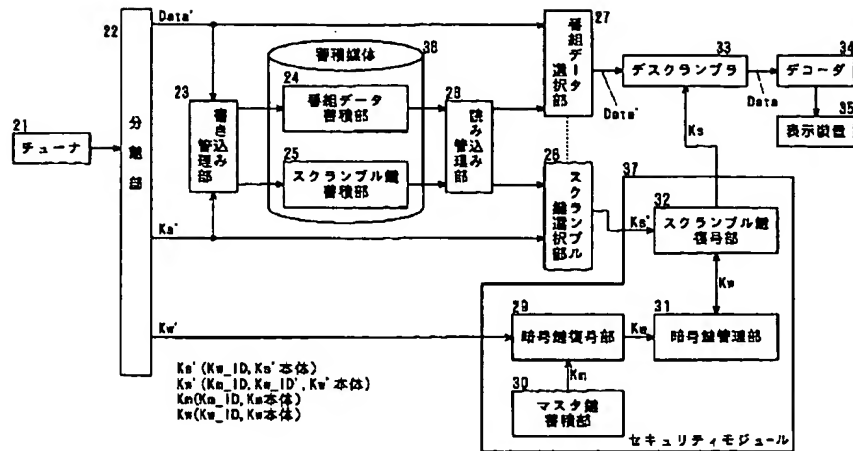 22
分離部
Data'
21
チューナ
23
書き込み
管理部
蓄積媒体
38
24
番組データ
蓄積部
25
スクランブル鍵
蓄積部
28
読み込み
管理部
27
番組データ
選択部
Data'
26
スクランブル
鍵選択部
33
デスクランブラ
Data
34
デコーダ
35
表示装置
Ks
37
Ks'
Ks'
32
スクランブル鍵
復号部
Kw
Kw'
29
暗号鍵復号部
Kw
31
暗号鍵管理部
Km
30
マスタ鍵
蓄積部
セキュリティモジュール
Ks'(Kw_ID,Ks'本体)
Kw'(Km_ID,Kw_ID',Kw'本体)
Km(Km_ID,Km本体)
Kw(Kw_ID,Kw本体)